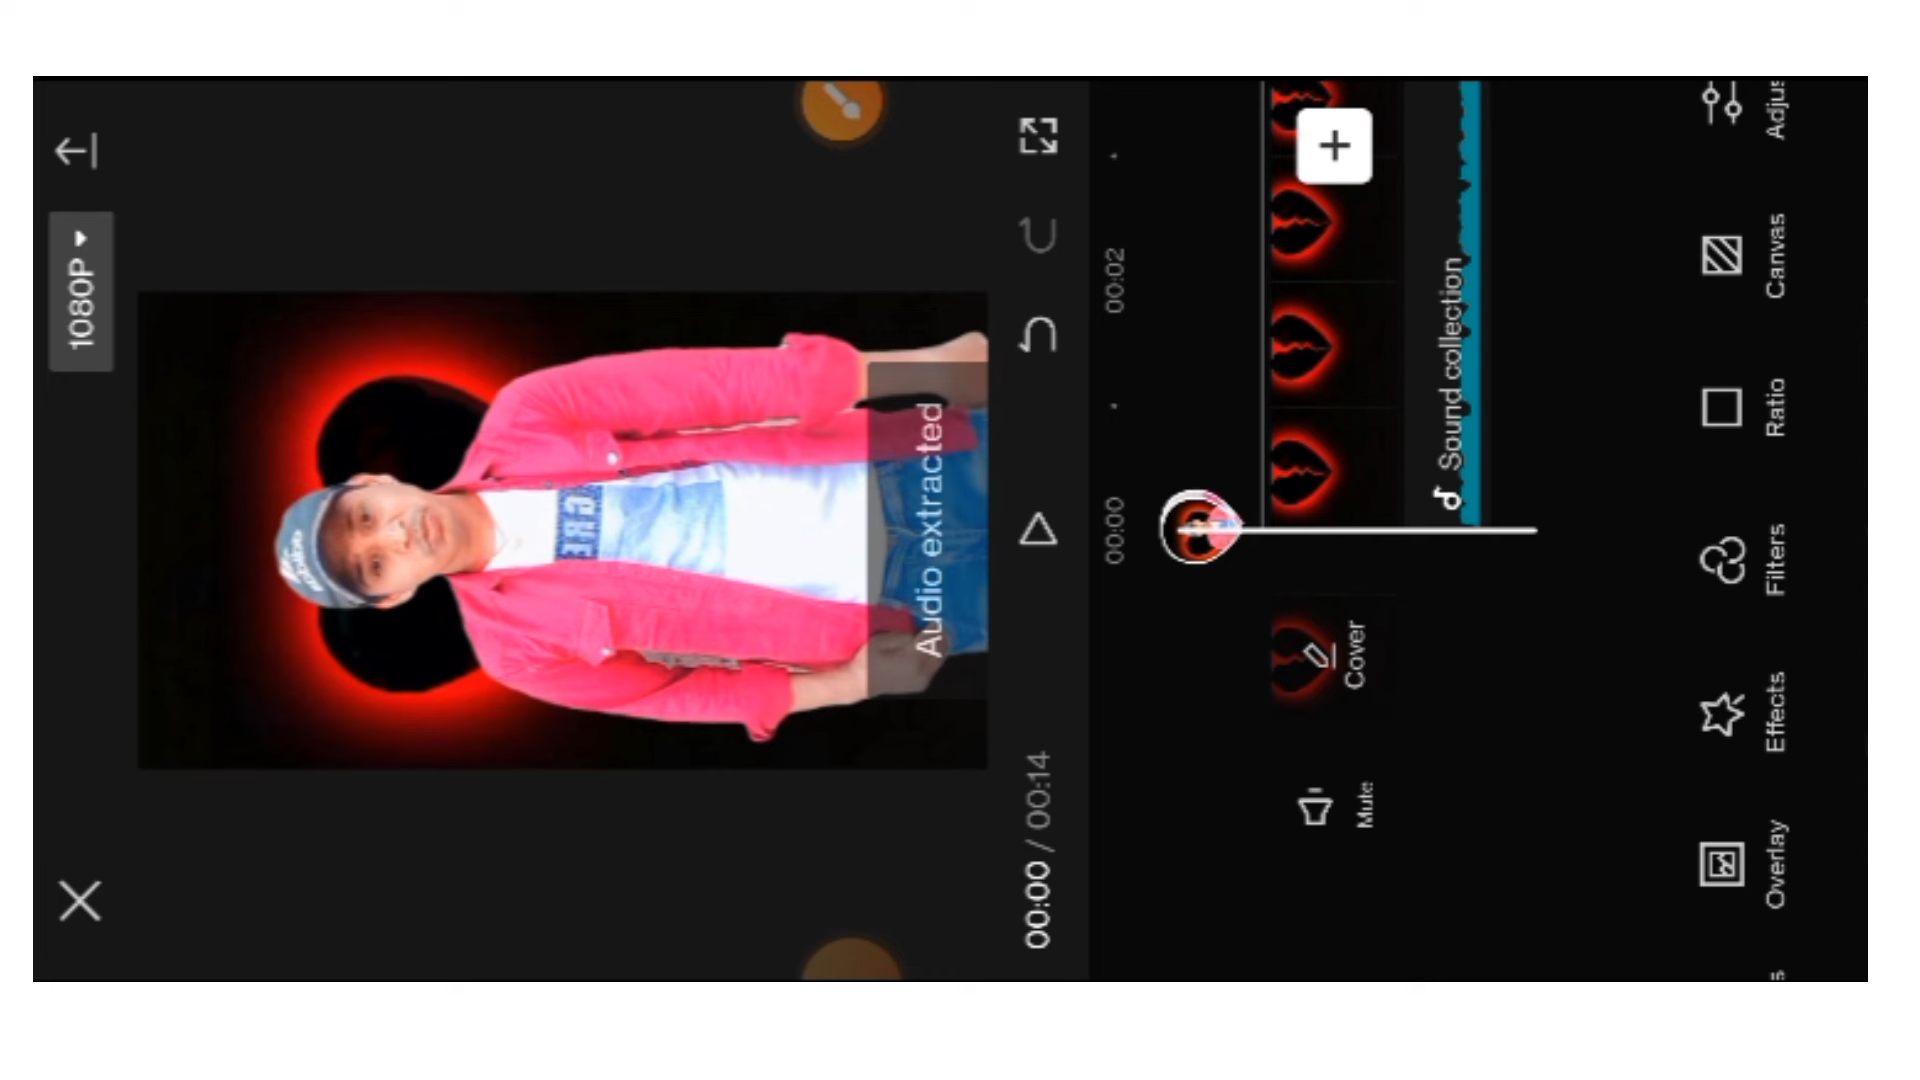 1080P
Audio extracted
00:00 / 00:14
00:00
00:02
Cover
Mute
Sound collection
Overlay
Effects
Filters
Ratio
Canvas
Adjus